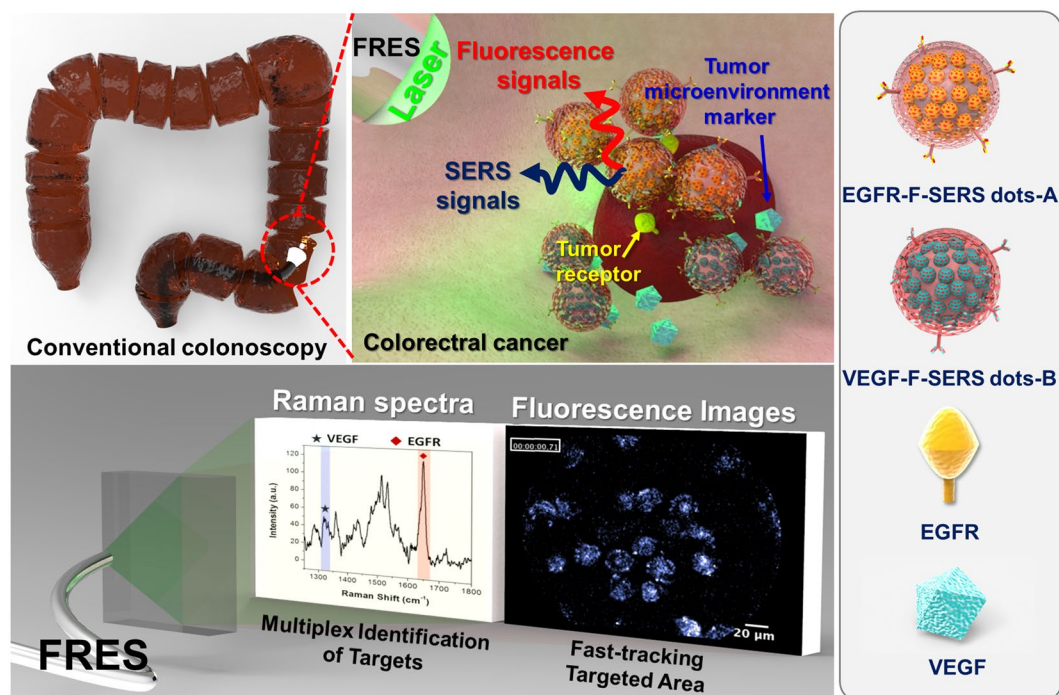 Conventional colonoscopy
FRES
Laser
Fluorescence
signals
SERS
signals
Tumor
microenvironment
marker
Tumor
receptor
Colorectral cancer
EGFR-F-SERS dots-A
VEGF-F-SERS dots-B
EGFR
VEGF
FRES
Raman spectra
★ VEGF ◆ EGFR
Intensity (a.u.)
120
100
80
60
40
20
0
1300 1400 1500 1600 1700 1800
Raman Shift (cm⁻¹)
Multiplex Identification
of Targets
Fluorescence Images
00:00:00.71
20 µm
Fast-tracking
Targeted Area